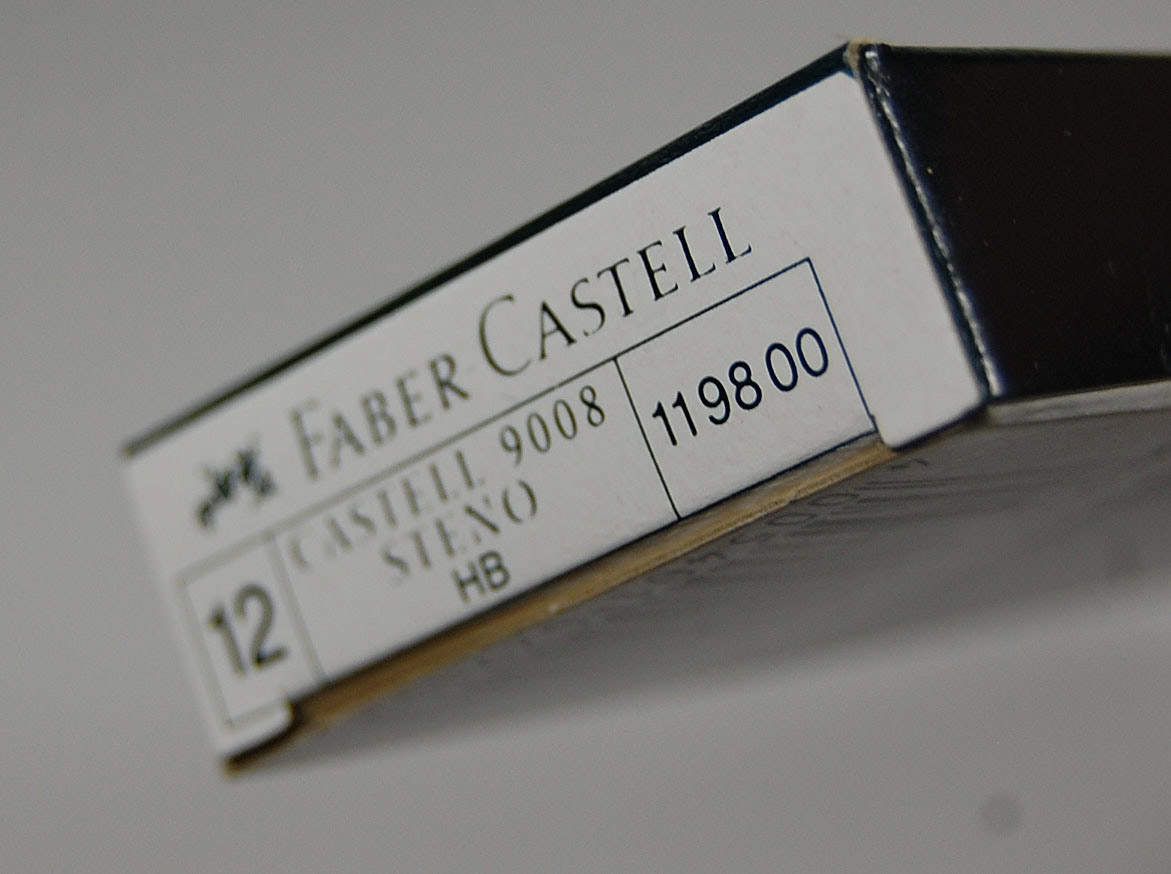 FABER CASTELL
12
CASTELL 9008
STENO
HB
119800